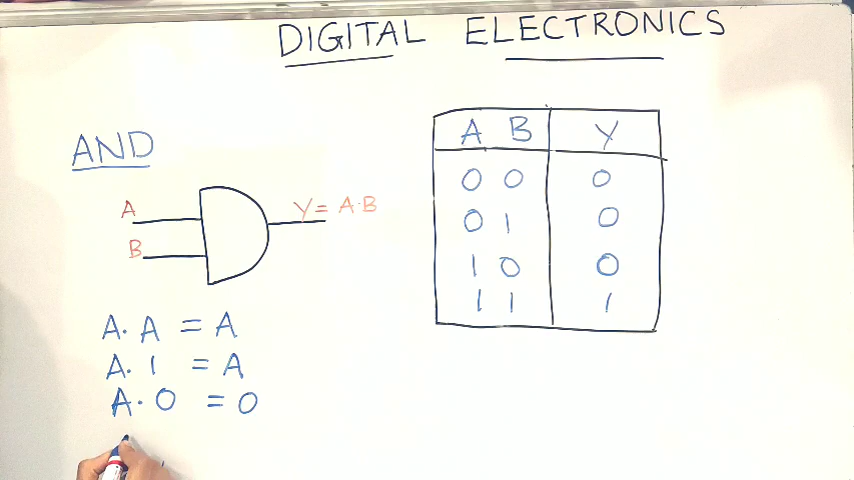 DIGITAL ELECTRONICS
AND
A
B
Y = A·B
A· A = A
A· 1 = A
A· 0 = 0
A B Y
0 0 0
0 1 0
1 0 0
1 1 1